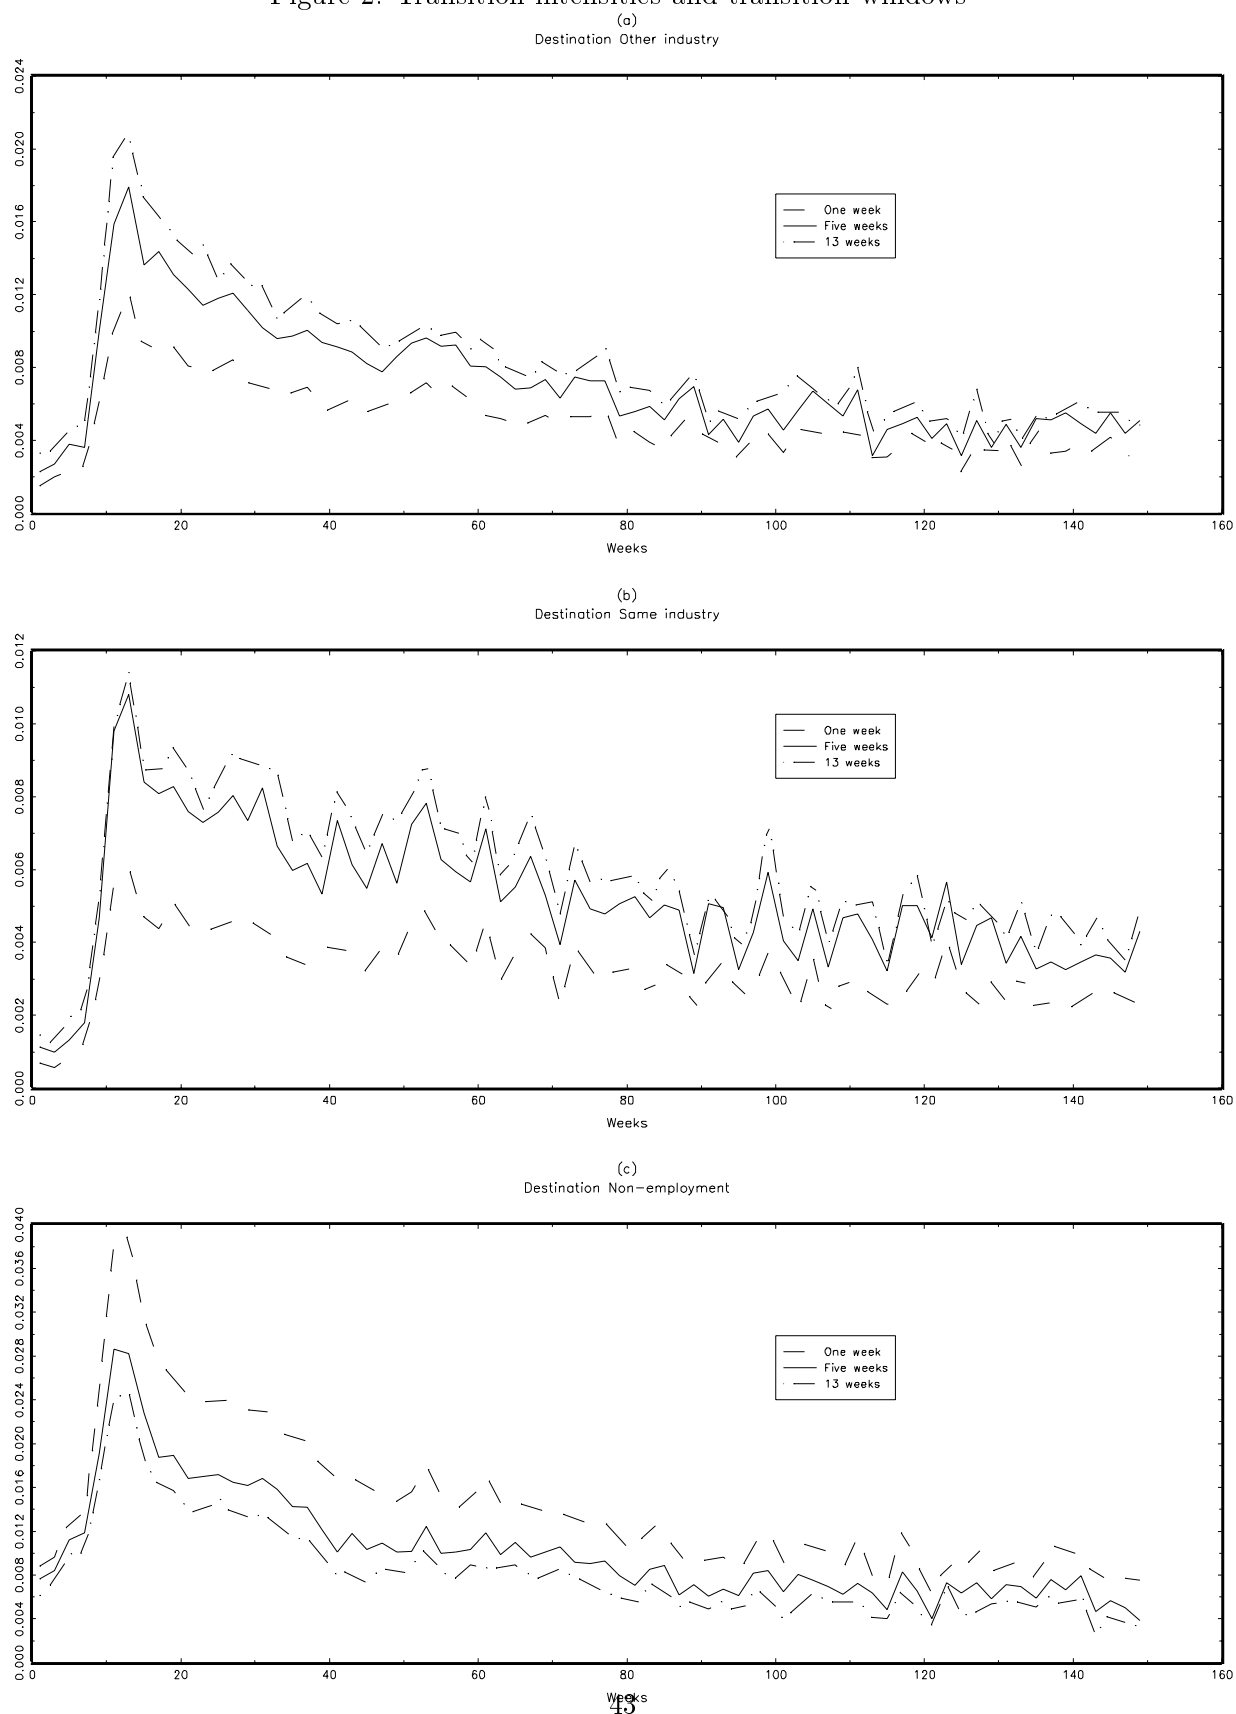 Figure 2: Transition intensities and transition windows
(a)
Destination Other industry
0.024
0.020
0.016
0.012
0.008
0.004
0.000
One week
Five weeks
13 weeks
0 20 40 60 80 100 120 140 160
Weeks
(b)
Destination Same industry
0.012
0.010
0.008
0.006
0.004
0.002
0.000
One week
Five weeks
13 weeks
0 20 40 60 80 100 120 140 160
Weeks
(c)
Destination Non-employment
0.040
0.036
0.032
0.028
0.024
0.020
0.016
0.012
0.008
0.004
0.000
One week
Five weeks
13 weeks
0 20 40 60 80 100 120 140 160
Weeks
43